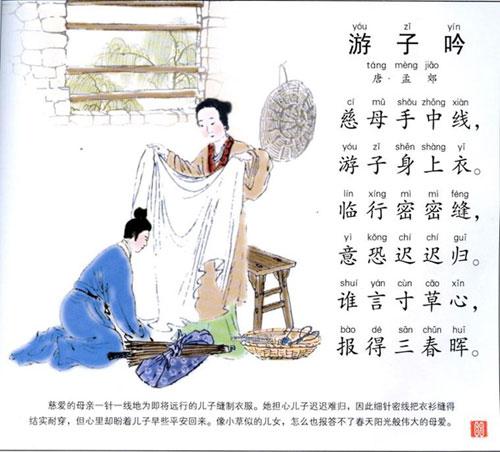 yóu zǐ yín
游子吟
táng mèng jiāo
唐·孟郊
cí mǔ shǒu zhōng xiàn
慈母手中线，
yóu zǐ shēn shàng yī
游子身上衣。
lín xíng mì mì féng
临行密密缝，
yì kǒng chí chí guī
意恐迟迟归。
shuí yán cùn cǎo xīn
谁言寸草心，
bào dé sān chūn huī
报得三春晖。
慈爱的母亲一针一线地为即将远行的儿子缝制衣服。她担心儿子迟迟难归，因此细针密线把衣衫缝得
结实耐穿，但心里却盼着儿子早些平安回来。像小草似的儿女，怎么也报答不了春天阳光般伟大的母爱。